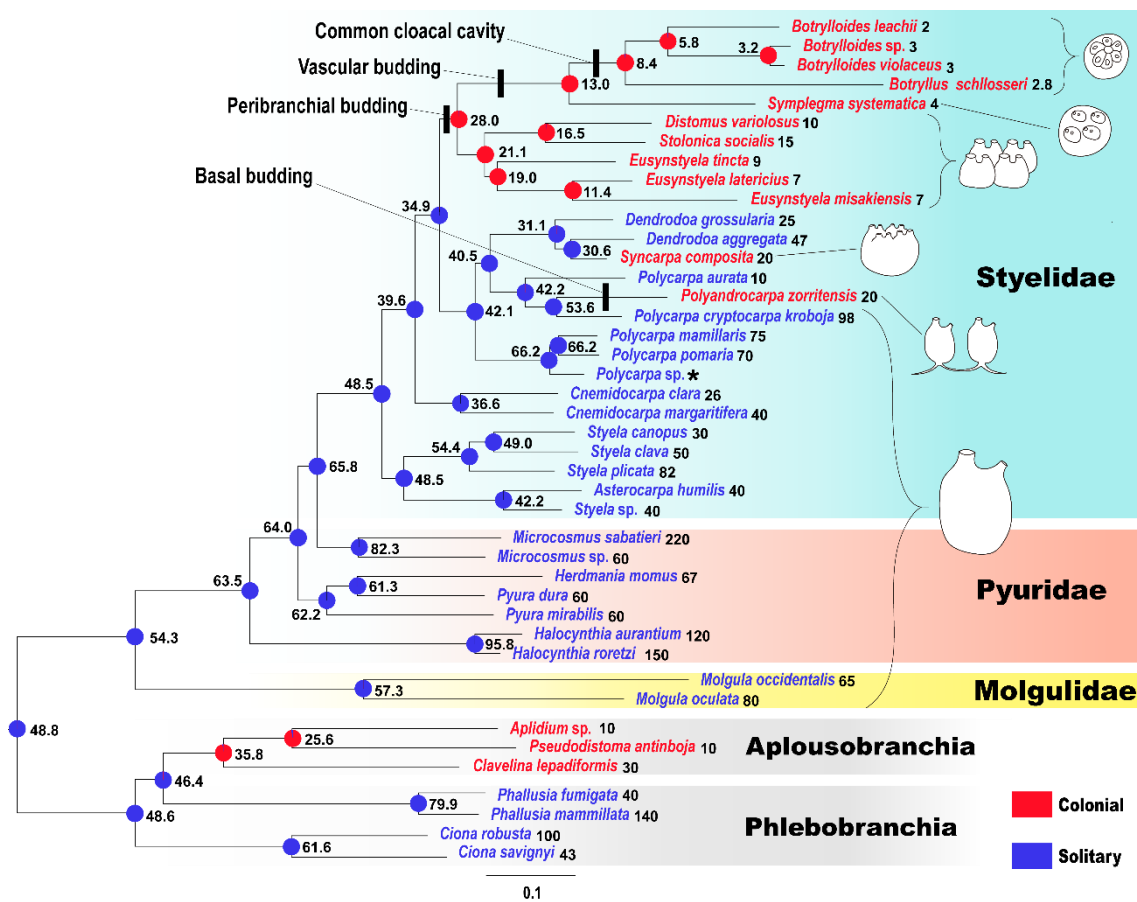 Common cloacal cavity
Vascular budding
Peribranchial budding
Basal budding
Botrylloides leachii 2
5.8
3.2
Botrylloides sp. 3
8.4
Botrylloides violaceus 3
13.0
Botryllus schllosseri 2.8
Symplegma systematica 4
28.0
Distomus variolosus 10
16.5
Stolonica socialis 15
21.1
Eusynstyela tincta 9
19.0
Eusynstyela latericius 7
11.4
Eusynstyela misakiensis 7
34.9
31.1
Dendrodoa grossularia 25
Dendrodoa aggregata 47
30.6
Syncarpa composita 20
40.5
Polycarpa aurata 10
42.2
Polyandrocarpa zorritensis 20
53.6
42.1
Polycarpa cryptocarpa kroboja 98
39.6
Polycarpa mamillaris 75
66.2
66.2
Polycarpa pomaria 70
Polycarpa sp. *
48.5
Cnemidocarpa clara 26
36.6
Cnemidocarpa margaritifera 40
Styela canopus 30
49.0
54.4
Styela clava 50
Styela plicata 82
48.5
65.8
Asterocarpa humilis 40
42.2
Styela sp. 40
Styelidae
64.0
Microcosmus sabatieri 220
82.3
Microcosmus sp. 60
63.5
Herdmania momus 67
61.3
Pyura dura 60
62.2
Pyura mirabilis 60
Halocynthia aurantium 120
95.8
Halocynthia roretzi 150
Pyuridae
54.3
Molgula occidentalis 65
57.3
Molgula oculata 80
Molgulidae
48.8
Aplidium sp. 10
25.6
Pseudodistoma antinboja 10
35.8
Clavelina lepadiformis 30
Aplousobranchia
46.4
Phallusia fumigata 40
79.9
Phallusia mammillata 140
48.6
Ciona robusta 100
61.6
Ciona savignyi 43
Phlebobranchia
Colonial
Solitary
0.1